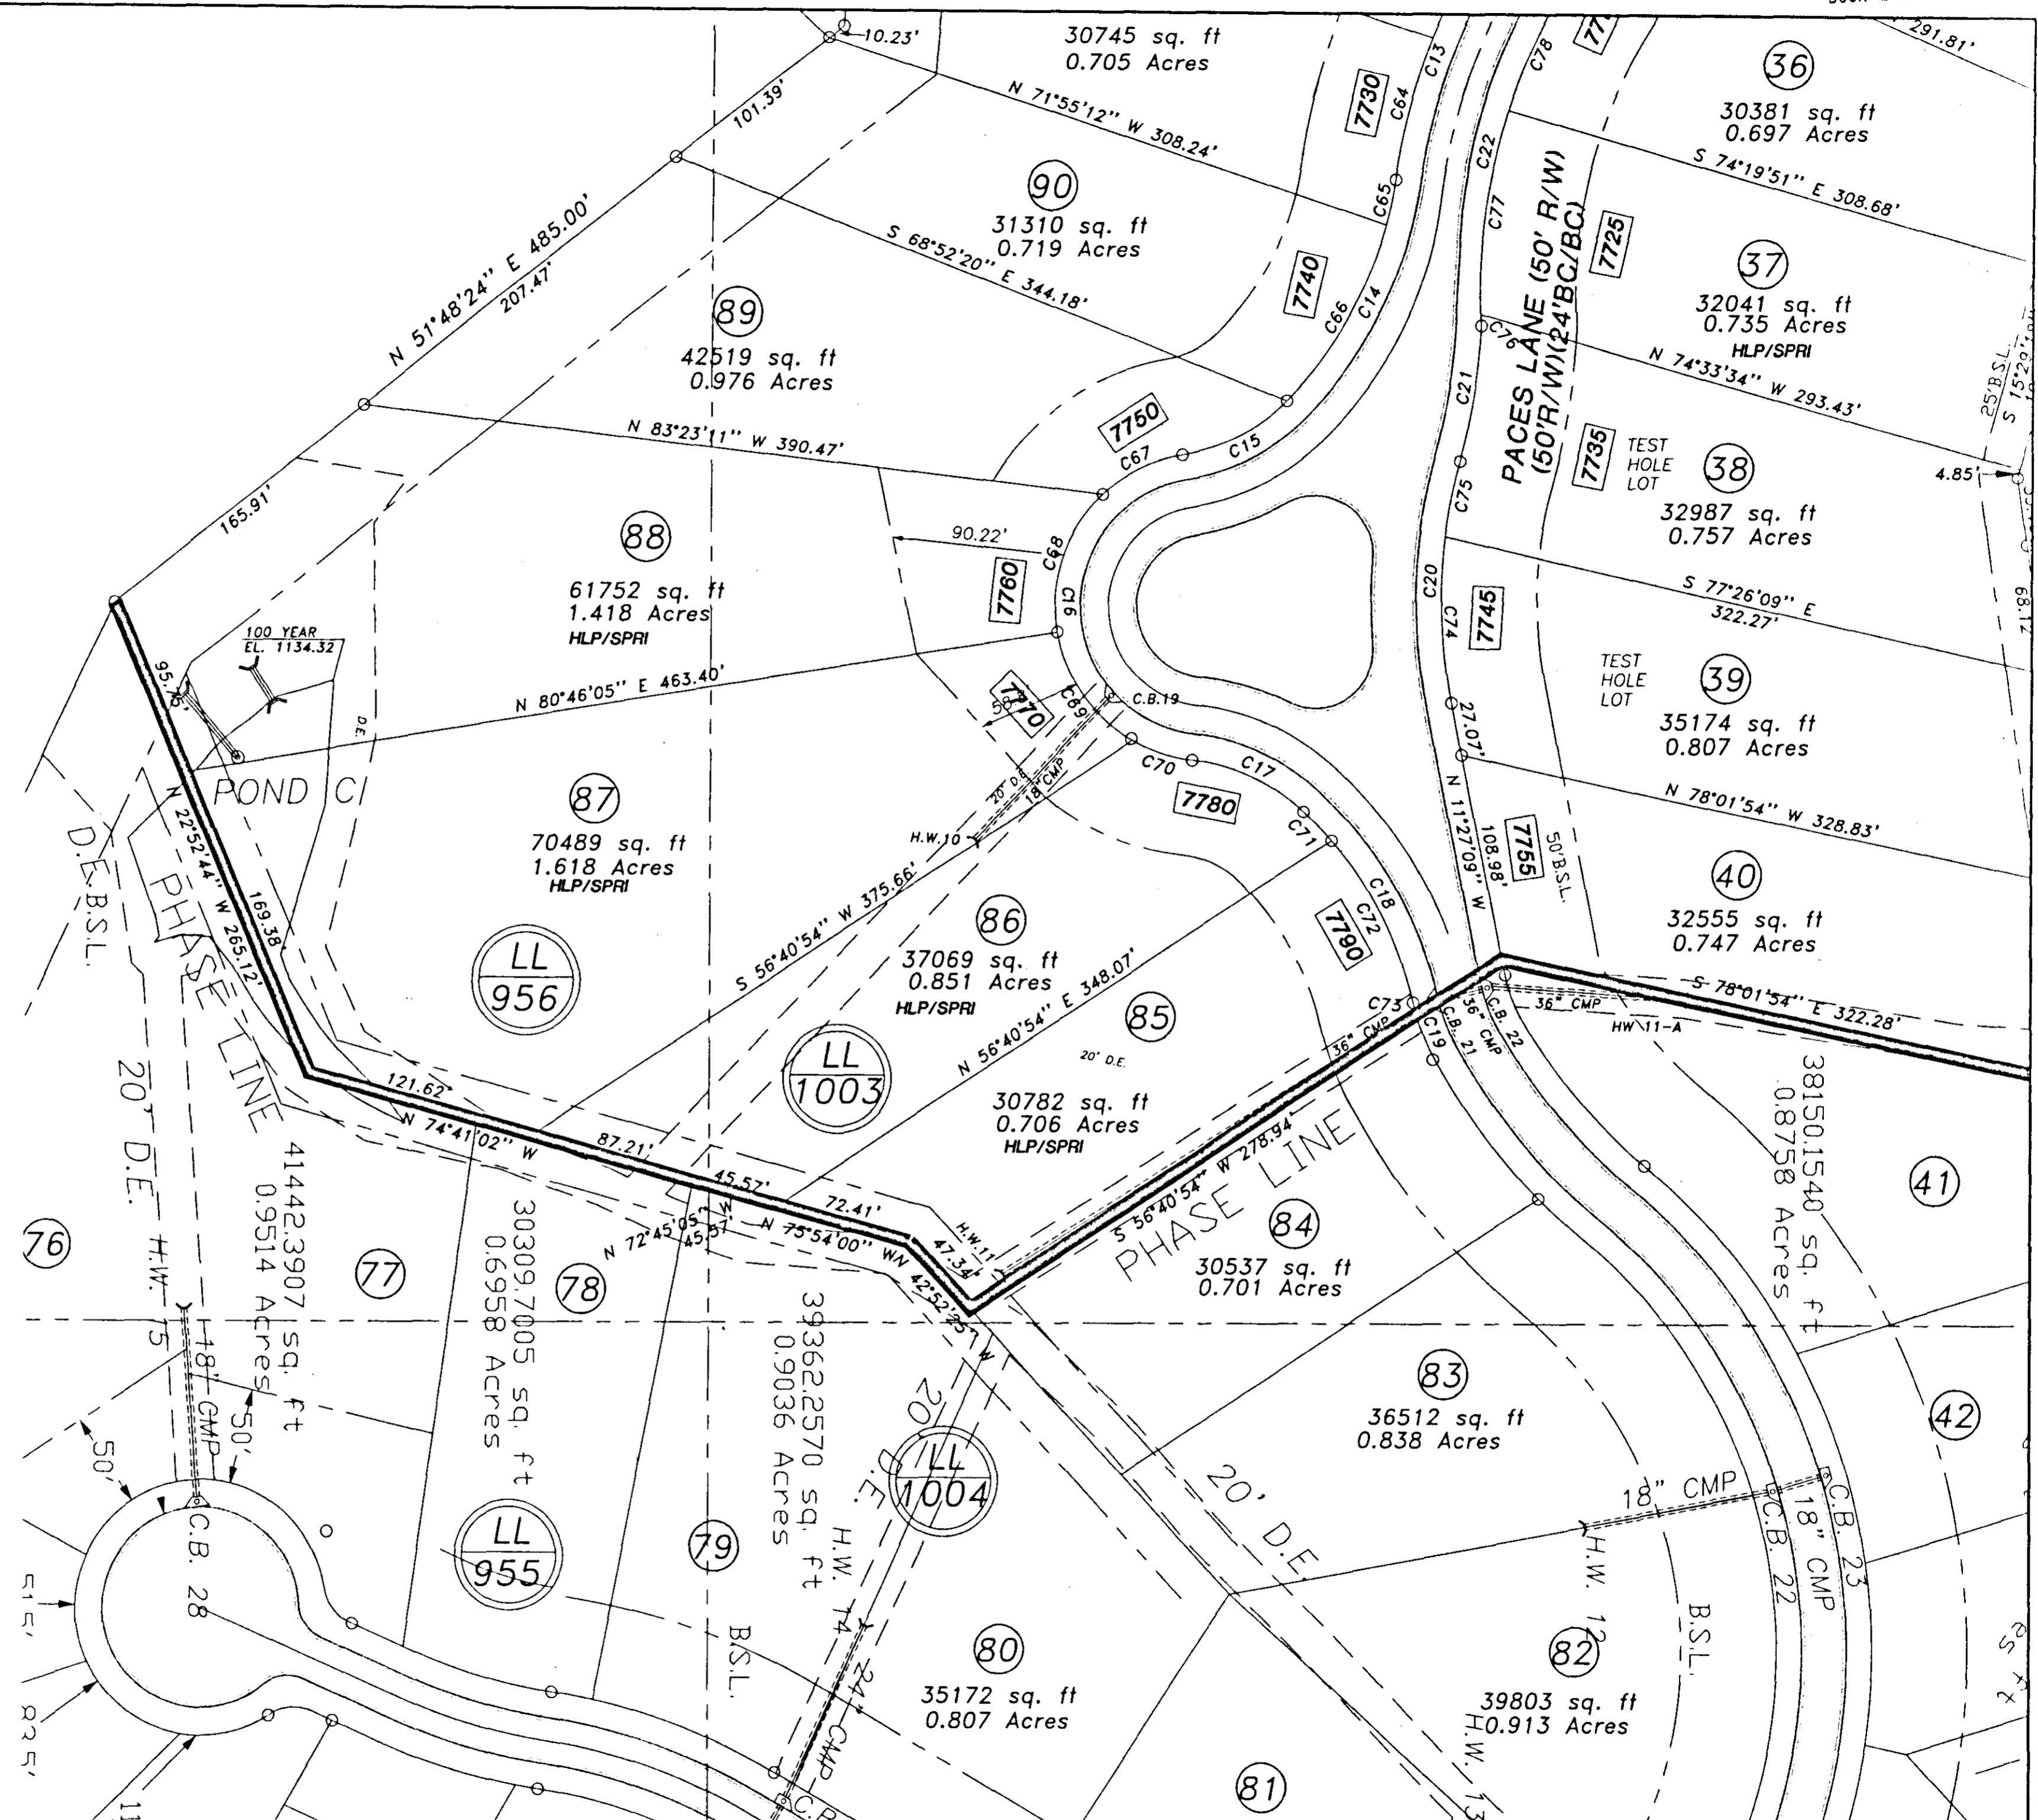 10.23'
101.39'
30745 sq. ft
0.705 Acres
N 71°55'12'' W 308.24'
7730
C13
C64
C65
C78
C22
C77
291.81'
36
30381 sq. ft
0.697 Acres
S 74°19'51'' E 308.68'
N 51°48'24'' E 485.00'
207.47'
90
31310 sq. ft
0.719 Acres
S 68°52'20'' E 344.18'
7740
C66
C14
PACES LANE (50' R/W)
(50'R/W)(24'BC/BC)
7725
37
32041 sq. ft
0.735 Acres
HLP/SPRI
C76
N 74°33'34'' W 293.43'
25'B.S.L.
89
42519 sq. ft
0.976 Acres
N 83°23'11'' W 390.47'
7750
C67
C15
C21
C75
7735
TEST
HOLE
LOT
38
32987 sq. ft
0.757 Acres
4.85'
165.91'
88
61752 sq. ft
1.418 Acres
HLP/SPRI
90.22'
C68
7760
C16
C20
C74
7745
S 77°26'09'' E
322.27'
68.12
100 YEAR
EL. 1134.32
95.75'
N 80°46'05'' E 463.40'
7770
C69
C.B.19
TEST
HOLE
LOT
39
35174 sq. ft
0.807 Acres
27.07'
D.E.
POND C
87
70489 sq. ft
1.618 Acres
HLP/SPRI
20' D.E.
18" CMP
H.W.10
C70
C17
7780
C71
N 11°27'09'' W
108.98'
7755
50'B.S.L.
N 78°01'54'' W 328.83'
40
32555 sq. ft
0.747 Acres
D.E.
B.S.L.
PHASE LINE
N 22°52'44'' W 265.12'
169.38'
LL
956
S 56°40'54'' W 375.66'
86
37069 sq. ft
0.851 Acres
HLP/SPRI
C18
C72
7790
N 56°40'54'' E 348.07'
C73
C19
36" CMP
C.B. 21
36" CMP
C.B. 22
36" CMP
HW 11-A
S 78°01'54'' E 322.28'
LL
1003
85
20' D.E.
30782 sq. ft
0.706 Acres
HLP/SPRI
121.62'
N 74°41'02'' W
87.21'
45.57'
72.41'
N 72°45'05'' W
45.57'
N 75°54'00'' W
H.W.11
47.34'
N 42°52'25'' W
S 56°40'54'' W 278.94'
PHASE LINE
84
30537 sq. ft
0.701 Acres
38150.1540 sq. ft
0.8758 Acres
41
20' D.E.
76
H.W. 15
18" CMP
41442.3907 sq. ft
0.9514 Acres
77
30309.7005 sq. ft
0.6958 Acres
78
39362.2570 sq. ft
0.9036 Acres
20' D.E.
LL
1004
83
36512 sq. ft
0.838 Acres
42
50'
50'
C.B. 28
LL
955
79
H.W. 14
24" CMP
20' D.E.
18" CMP
C.B. 23
18" CMP
C.B. 22
H.W. 12
B.S.L.
B.S.L.
80
35172 sq. ft
0.807 Acres
82
39803 sq. ft
0.913 Acres
H.W. 13
81